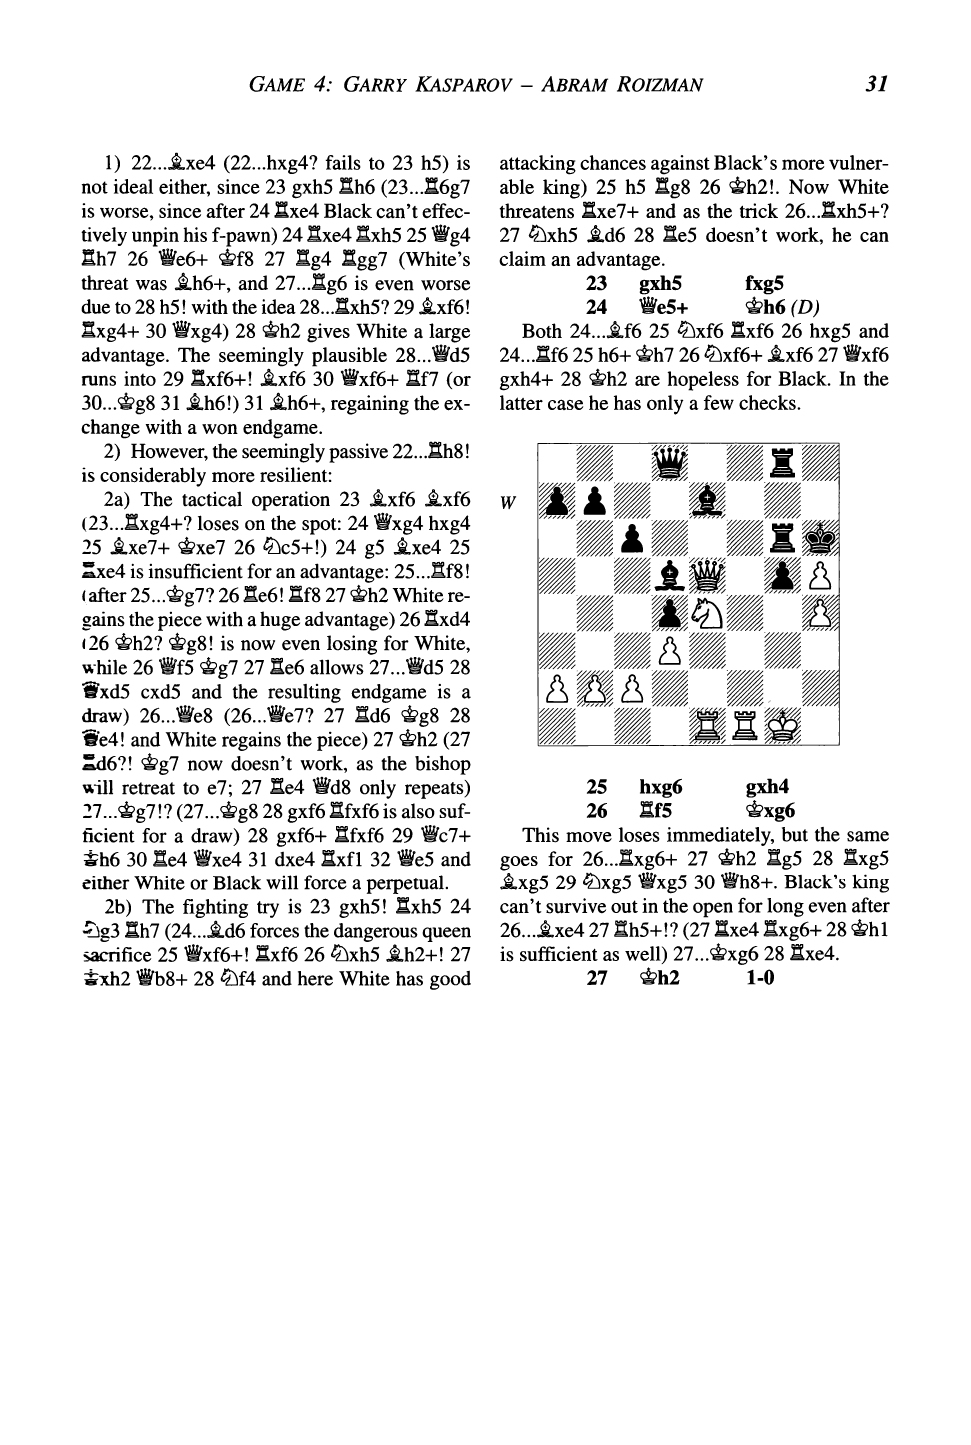 GAME 4: GARRY KASPAROV – ABRAM ROIZMAN 31
1) 22...♗xe4 (22...hxg4? fails to 23 h5) is
not ideal either, since 23 gxh5 ♖h6 (23...♖6g7
is worse, since after 24 ♖xe4 Black can't effec-
tively unpin his f-pawn) 24 ♖xe4 ♖xh5 25 ♕g4
♖h7 26 ♕e6+ ♔f8 27 ♖g4 ♖gg7 (White's
threat was ♗h6+, and 27...♖g6 is even worse
due to 28 h5! with the idea 28...♖xh5? 29 ♗xf6!
♖xg4+ 30 ♕xg4) 28 ♔h2 gives White a large
advantage. The seemingly plausible 28...♕d5
runs into 29 ♖xf6+! ♗xf6 30 ♕xf6+ ♖f7 (or
30...♔g8 31 ♗h6!) 31 ♗h6+, regaining the ex-
change with a won endgame.
2) However, the seemingly passive 22...♖h8!
is considerably more resilient:
2a) The tactical operation 23 ♗xf6 ♗xf6
(23...♖xg4+? loses on the spot: 24 ♕xg4 hxg4
25 ♗xe7+ ♔xe7 26 ♘c5+!) 24 g5 ♗xe4 25
♖xe4 is insufficient for an advantage: 25...♖f8!
(after 25...♔g7? 26 ♖e6! ♖f8 27 ♔h2 White re-
gains the piece with a huge advantage) 26 ♖xd4
(26 ♔h2? ♔g8! is now even losing for White,
while 26 ♕f5 ♔g7 27 ♖e6 allows 27...♕d5 28
♕xd5 cxd5 and the resulting endgame is a
draw) 26...♕e8 (26...♕e7? 27 ♖d6 ♔g8 28
♕e4! and White regains the piece) 27 ♔h2 (27
♖d6?! ♔g7 now doesn't work, as the bishop
will retreat to e7; 27 ♖e4 ♕d8 only repeats)
27...♔g7!? (27...♔g8 28 gxf6 ♖fxf6 is also suf-
ficient for a draw) 28 gxf6+ ♖fxf6 29 ♕c7+
♔h6 30 ♖e4 ♕xe4 31 dxe4 ♖xf1 32 ♕e5 and
either White or Black will force a perpetual.
2b) The fighting try is 23 gxh5! ♖xh5 24
♘g3 ♖h7 (24...♗d6 forces the dangerous queen
sacrifice 25 ♕xf6+! ♖xf6 26 ♘xh5 ♗h2+! 27
♔xh2 ♕b8+ 28 ♘f4 and here White has good
attacking chances against Black's more vulner-
able king) 25 h5 ♖g8 26 ♔h2!. Now White
threatens ♖xe7+ and as the trick 26...♖xh5+?
27 ♘xh5 ♗d6 28 ♖e5 doesn't work, he can
claim an advantage.
23 gxh5 fxg5
24 ♕e5+ ♔h6 (D)
Both 24...♗f6 25 ♘xf6 ♖xf6 26 hxg5 and
24...♖f6 25 h6+ ♔h7 26 ♘xf6+ ♗xf6 27 ♕xf6
gxh4+ 28 ♔h2 are hopeless for Black. In the
latter case he has only a few checks.
W
25 hxg6 gxh4
26 ♖f5 ♔xg6
This move loses immediately, but the same
goes for 26...♖xg6+ 27 ♔h2 ♖g5 28 ♖xg5
♗xg5 29 ♘xg5 ♕xg5 30 ♕h8+. Black's king
can't survive out in the open for long even after
26...♗xe4 27 ♖h5+!? (27 ♖xe4 ♖xg6+ 28 ♔h1
is sufficient as well) 27...♔xg6 28 ♖xe4.
27 ♔h2 1-0